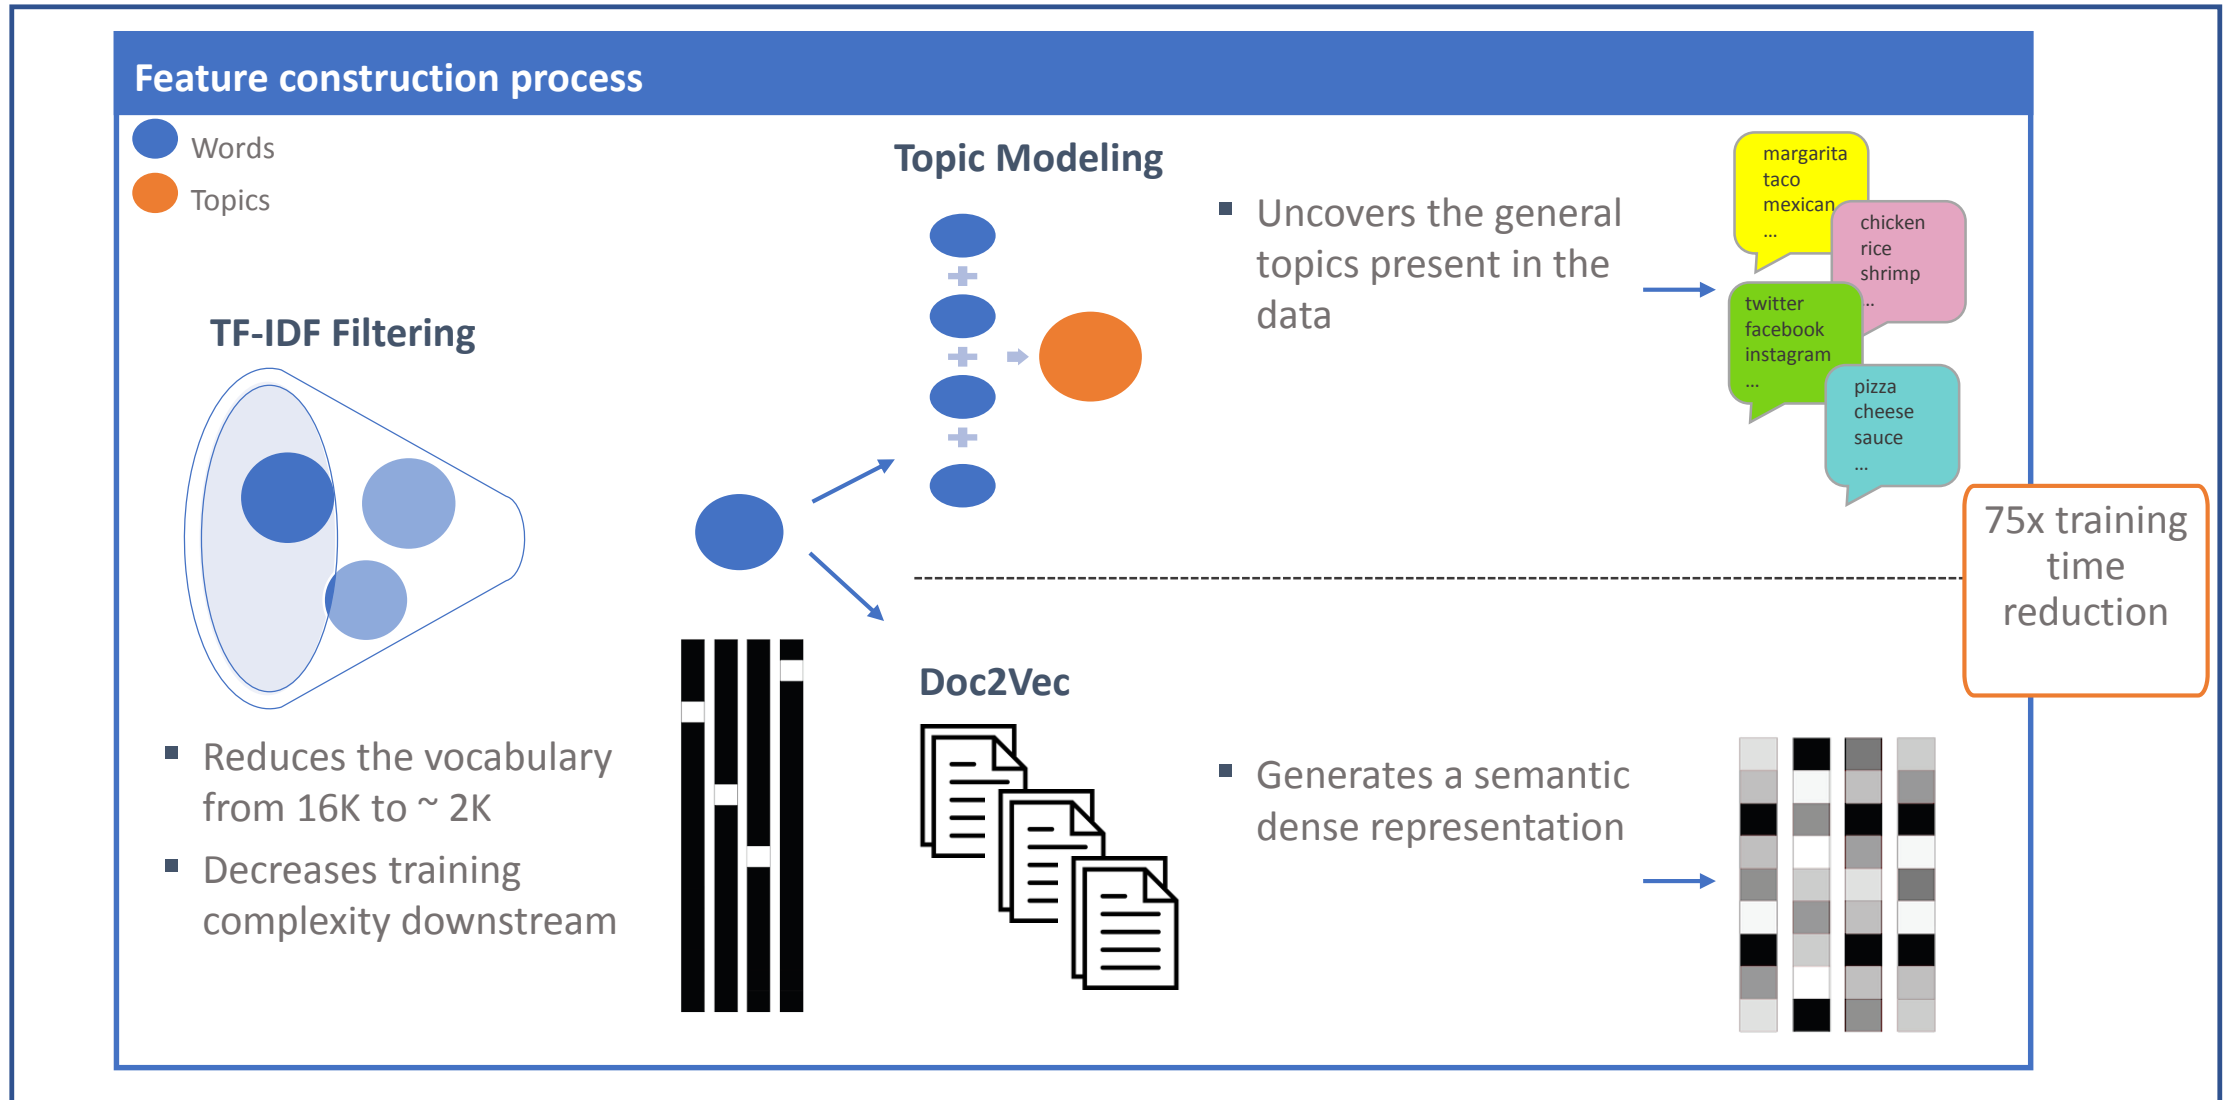 Feature construction process
Words
Topics
TF-IDF Filtering
▪ Reduces the vocabulary
from 16K to ~ 2K
▪ Decreases training
complexity downstream
Topic Modeling
▪ Uncovers the general
topics present in the
data
margarita
taco
mexican
...
chicken
rice
shrimp
...
twitter
facebook
instagram
...
pizza
cheese
sauce
...
75x training
time
reduction
Doc2Vec
▪ Generates a semantic
dense representation